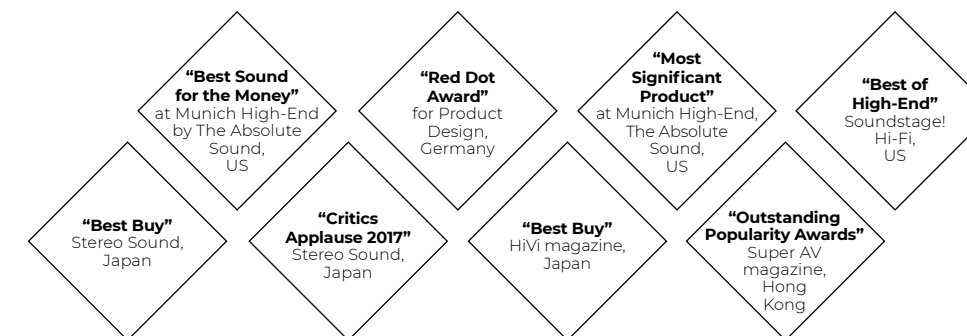 “Best Sound
for the Money”
at Munich High-End
by The Absolute
Sound,
US
“Red Dot
Award”
for Product
Design,
Germany
“Most
Significant
Product”
at Munich High-End,
The Absolute
Sound,
US
“Best of
High-End”
Soundstage!
Hi-Fi,
US
“Best Buy”
Stereo Sound,
Japan
“Critics
Applause 2017”
Stereo Sound,
Japan
“Best Buy”
HiVi magazine,
Japan
“Outstanding
Popularity Awards”
Super AV
magazine,
Hong
Kong